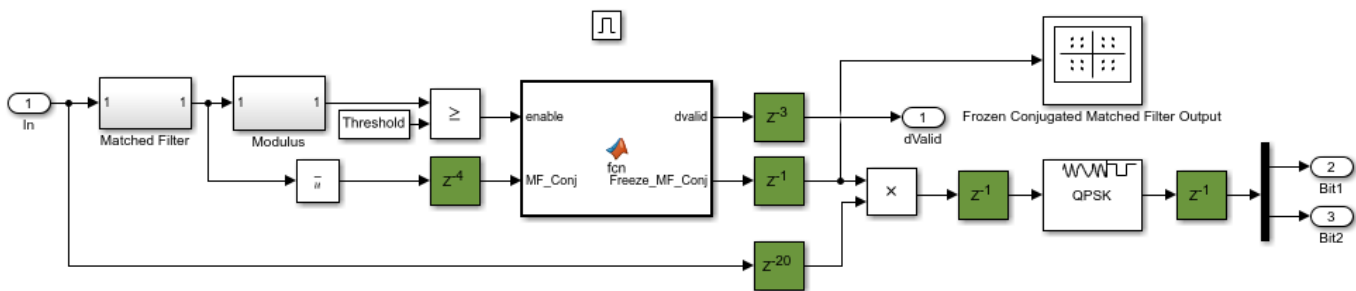 1
In
1
1
Matched Filter
1
1
Modulus
Threshold
≥
ū
Z-4
enable
MF_Conj
fcn
dvalid
Freeze_MF_Conj
Z-3
Z-1
Z-20
1
dValid
Frozen Conjugated Matched Filter Output
×
Z-1
QPSK
Z-1
2
Bit1
3
Bit2